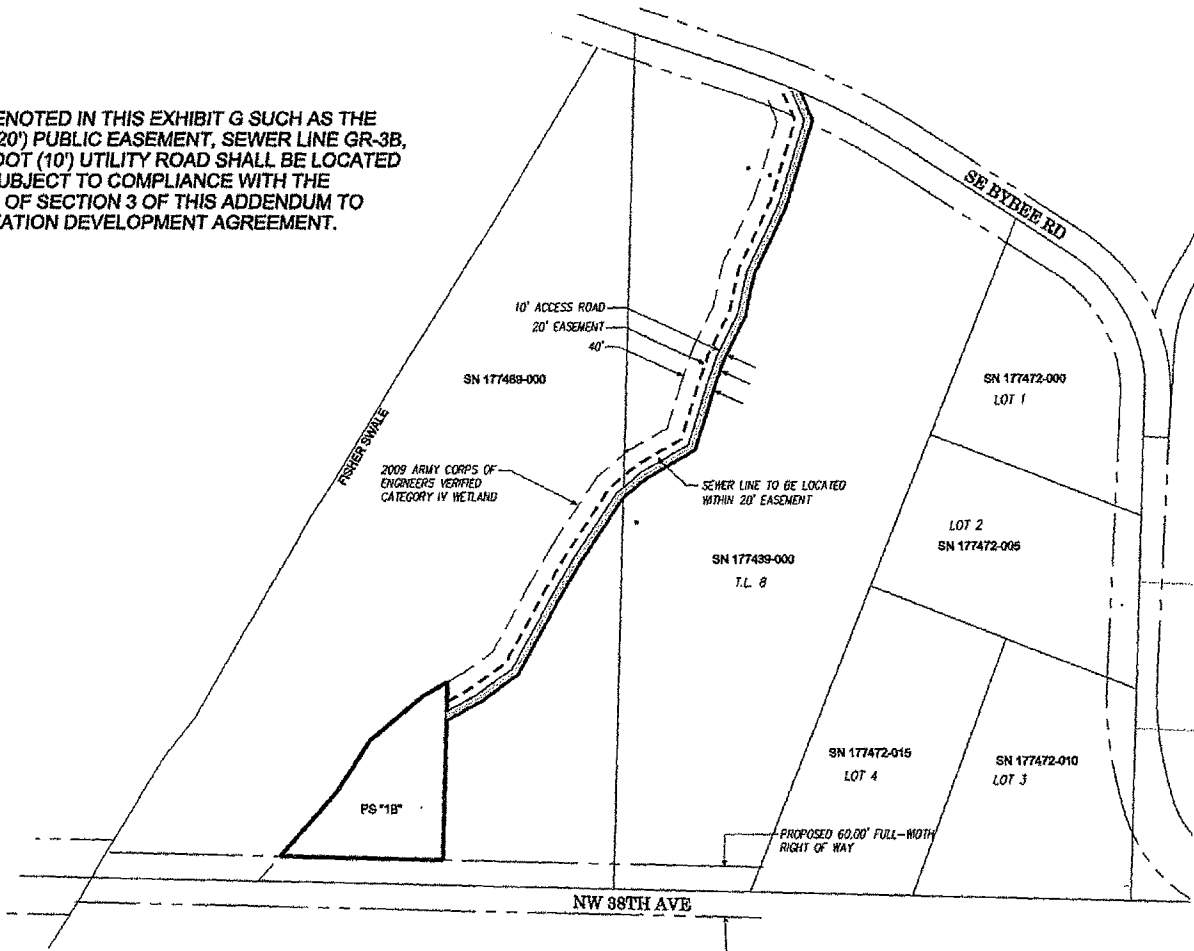 ENOTED IN THIS EXHIBIT G SUCH AS THE
20') PUBLIC EASEMENT, SEWER LINE GR-3B,
OOT (10') UTILITY ROAD SHALL BE LOCATED
UBJECT TO COMPLIANCE WITH THE
OF SECTION 3 OF THIS ADDENDUM TO
ATION DEVELOPMENT AGREEMENT.
SE BYBEE RD
10' ACCESS ROAD
20' EASEMENT
40'
SN 177489-000
SN 177472-000
LOT 1
FISHER SWALE
2009 ARMY CORPS OF
ENGINEERS VERIFIED
CATEGORY IV WETLAND
SEWER LINE TO BE LOCATED
WITHIN 20' EASEMENT
LOT 2
SN 177472-005
SN 177439-000
T.L. 8
SN 177472-015
LOT 4
SN 177472-010
LOT 3
PS "1B"
PROPOSED 60.00' FULL-WIDTH
RIGHT OF WAY
NW 38TH AVE